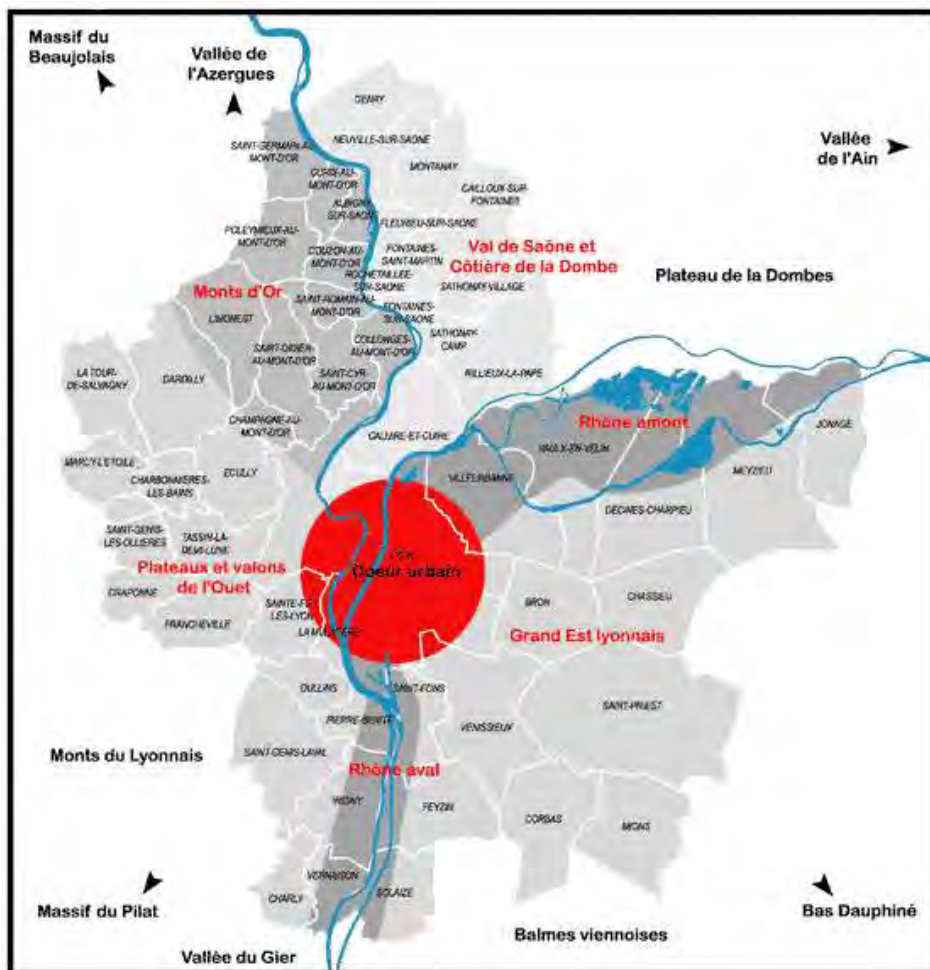 Massif du
Beaujolais
Vallée de
l'Azergues
GENAY
NEUVILLE-SUR-SAONE
SAINT-GERMAIN-AU-
MONT-D'OR
MONTANAY
Vallée
de l'Ain
CURIS-AU-
MONT-D'OR
CAILLOUX-SUR-
FONTAINES
ALBIGNY-
SUR-SAONE
FLEURIEU-SUR-SAONE
POLEYMIEUX-AU-
MONT-D'OR
COUZON-AU-
MONT-D'OR
FONTAINES-
SAINT-MARTIN
Val de Saône et
Côtière de la Dombe
ROCHETAILLEE-
SUR-SAONE
SATHONAY-VILLAGE
Plateau de la Dombes
Monts d'Or
SAINT-ROMAIN-AU-
MONT-D'OR
FONTAINES-
SUR-SAONE
LIMONEST
SATHONAY-
CAMP
COLLONGES-
AU-MONT-D'OR
SAINT-DIDIER-
AU-MONT-D'OR
SAINT-CYR-
AU-MONT-D'OR
LA TOUR-
DE-SALVAGNY
DARDILLY
RILLIEUX-LA-PAPE
CHAMPAGNE-AU-
MONT-D'OR
CALUIRE-ET-CUIRE
Rhône amont
JONAGE
VAULX-EN-VELIN
MEYZIEU
MARCY-L'ETOILE
ECULLY
CHARBONNIERES-
LES-BAINS
VILLEURBANNE
DECINES-CHARPIEU
SAINT-GENIS-
LES-OLLIERES
TASSIN-LA-
DEMI-LUNE
Plateaux et valons
de l'Ouet
Coeur urbain
CRAPONNE
FRANCHEVILLE
SAINTE-FOY-
LES-LYON
LA MULATIERE
BRON
CHASSIEU
Grand Est lyonnais
OULLINS
SAINT-FONS
SAINT-PRIEST
PIERRE-BENITE
VENISSIEUX
Monts du Lyonnais
SAINT-GENIS-LAVAL
Rhône aval
IRIGNY
FEYZIN
CORBAS
MIONS
VERNAISON
SOLAIZE
CHARLY
Massif du Pilat
Bas Dauphiné
Balmes viennoises
Vallée du Gier